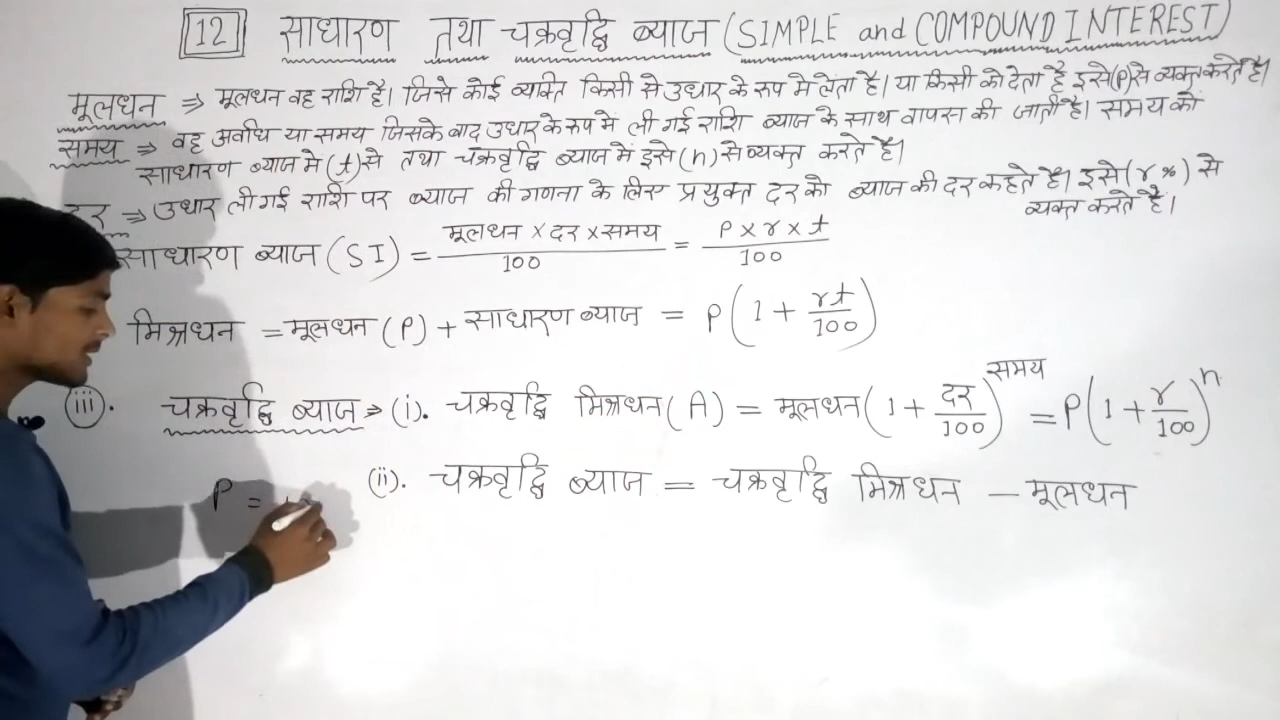 12 साधारण तथा चक्रवृद्धि ब्याज (SIMPLE and COMPOUND INTEREST)
मूलधन ⇒ मूलधन वह राशि है। जिसे कोई व्यक्ति किसी से उधार के रूप मे लेता है। या किसी को देता है इसे (P) से व्यक्त करते है।
समय ⇒ वह अवधि या समय जिसके बाद उधार के रूप मे ली गई राशि ब्याज के साथ वापस की जाती है। समय को
साधारण ब्याज मे (t) से तथा चक्रवृद्धि ब्याज में इसे (n) से व्यक्त करते है।
दर ⇒ उधार ली गई राशि पर ब्याज की गणना के लिए प्रयुक्त दर को ब्याज की दर कहते है। इसे (r %) से
व्यक्त करते है।
साधारण ब्याज (SI) = मूलधन × दर × समय / 100 = P × r × t / 100
मिश्रधन = मूलधन (P) + साधारण ब्याज = P (1 + rt/100)
iii. चक्रवृद्धि ब्याज ⇒ (i). चक्रवृद्धि मिश्रधन (A) = मूलधन (1 + दर/100)^समय = P (1 + r/100)^n
(ii). चक्रवृद्धि ब्याज = चक्रवृद्धि मिश्रधन - मूलधन
P =